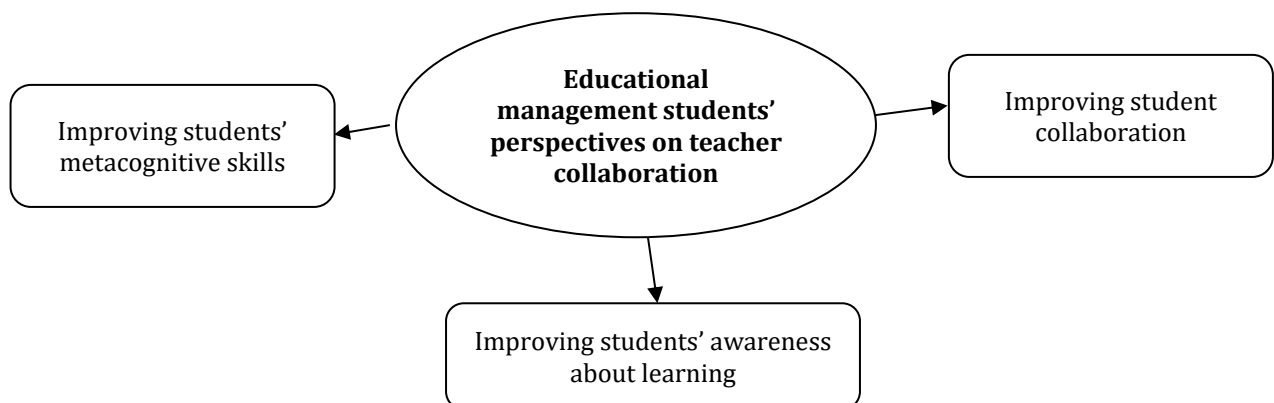 Educational
management students’
perspectives on teacher
collaboration
Improving students’
metacognitive skills
Improving student
collaboration
Improving students’ awareness
about learning